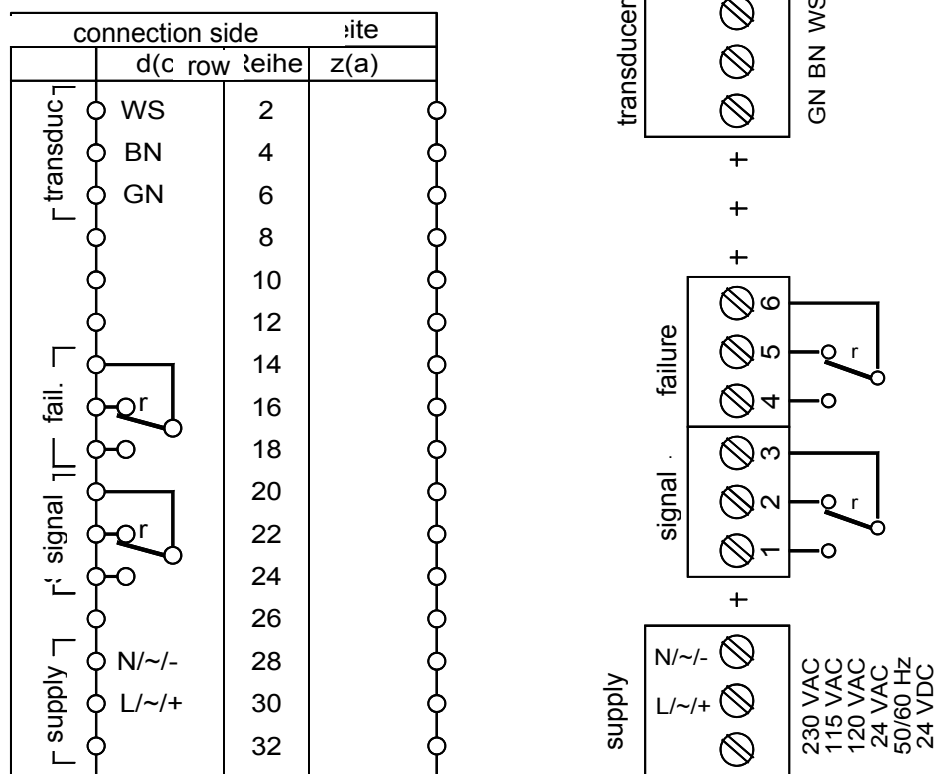 connection side eite
d(c row Reihe z(a)
transduc
WS 2
BN 4
GN 6
8
10
12
fail.
14
r 16
18
signal
20
r 22
24
26
supply
N/~/- 28
L/~/+ 30
32
transducer
GN BN WS
+
+
+
failure
6
5 r
4
signal
3
2 r
1
+
supply
N/~/-
L/~/+
230 VAC
115 VAC
120 VAC
24 VAC
50/60 Hz
24 VDC